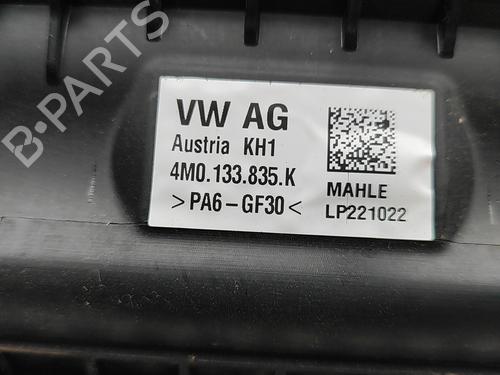 B-PARTS
VW AG
Austria KH1
4M0.133.835.K
>PA6-GF30<
MAHLE
LP221022